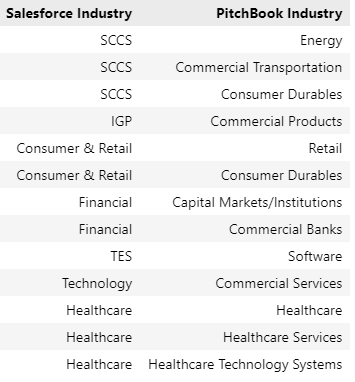 Salesforce Industry PitchBook Industry
SCCS Energy
SCCS Commercial Transportation
SCCS Consumer Durables
IGP Commercial Products
Consumer & Retail Retail
Consumer & Retail Consumer Durables
Financial Capital Markets/Institutions
Financial Commercial Banks
TES Software
Technology Commercial Services
Healthcare Healthcare
Healthcare Healthcare Services
Healthcare Healthcare Technology Systems